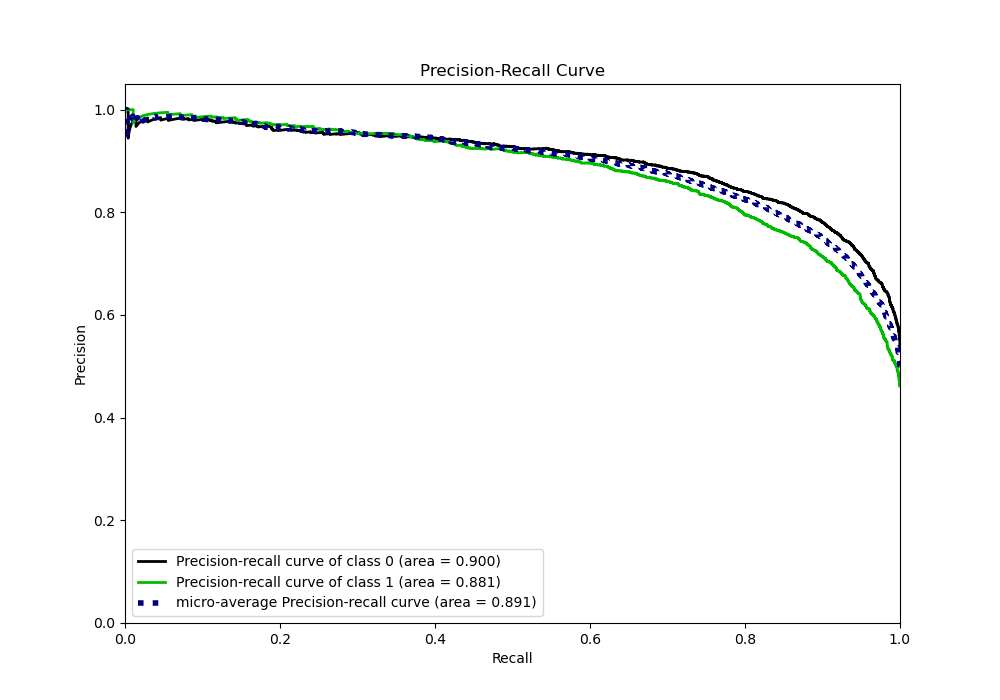 Precision-Recall Curve
1.0
0.8
0.6
0.4
0.2
0.0
Precision
Precision-recall curve of class 0 (area = 0.900)
Precision-recall curve of class 1 (area = 0.881)
micro-average Precision-recall curve (area = 0.891)
0.0 0.2 0.4 0.6 0.8 1.0
Recall